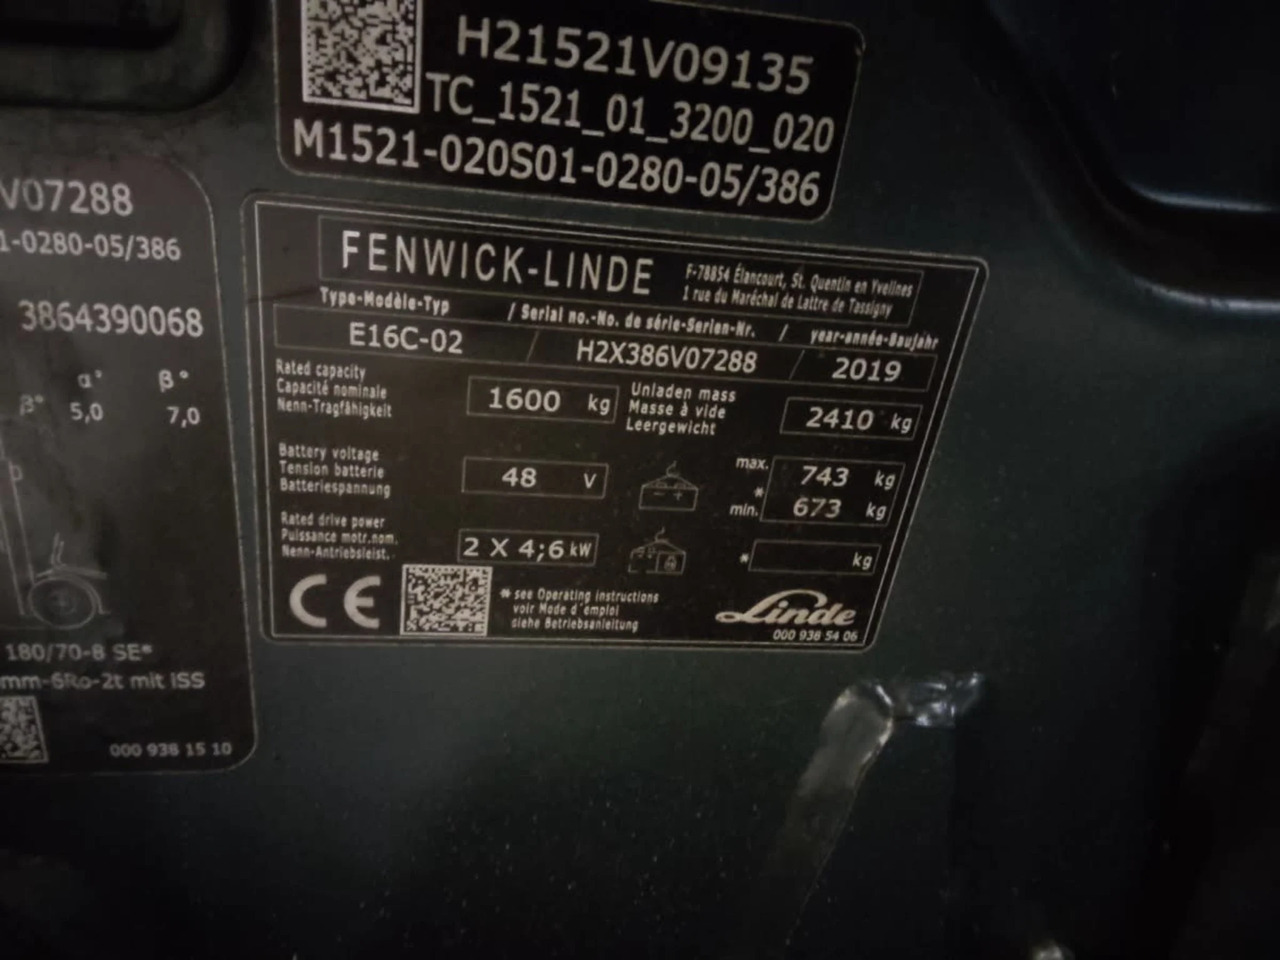 H21521V09135
TC_1521_01_3200_020
M1521-020S01-0280-05/386
V07288
1-0280-05/386
3864390068
α° β°
β° 5,0 7,0
180/70-8 SE*
mm-6Ro-2t mit ISS
000 938 15 10
FENWICK-LINDE
F-78854 Élancourt, St. Quentin en Yvelines
1 rue du Maréchal de Lattre de Tassigny
Type-Modèle-Typ / Serial no.-No. de série-Serien-Nr. / year-année-Baujahr
E16C-02 / H2X386V07288 / 2019
Rated capacity
Capacité nominale
Nenn-Tragfähigkeit
1600 kg
Unladen mass
Masse à vide
Leergewicht
2410 kg
Battery voltage
Tension batterie
Batteriespannung
48 V
max. 743 kg
*
min. 673 kg
Rated drive power
Puissance motr.nom.
Nenn-Antriebsleist.
2 X 4;6 kW
* kg
CE
* see Operating instructions
voir Mode d'emploi
siehe Betriebsanleitung
Linde
000 938 54 06